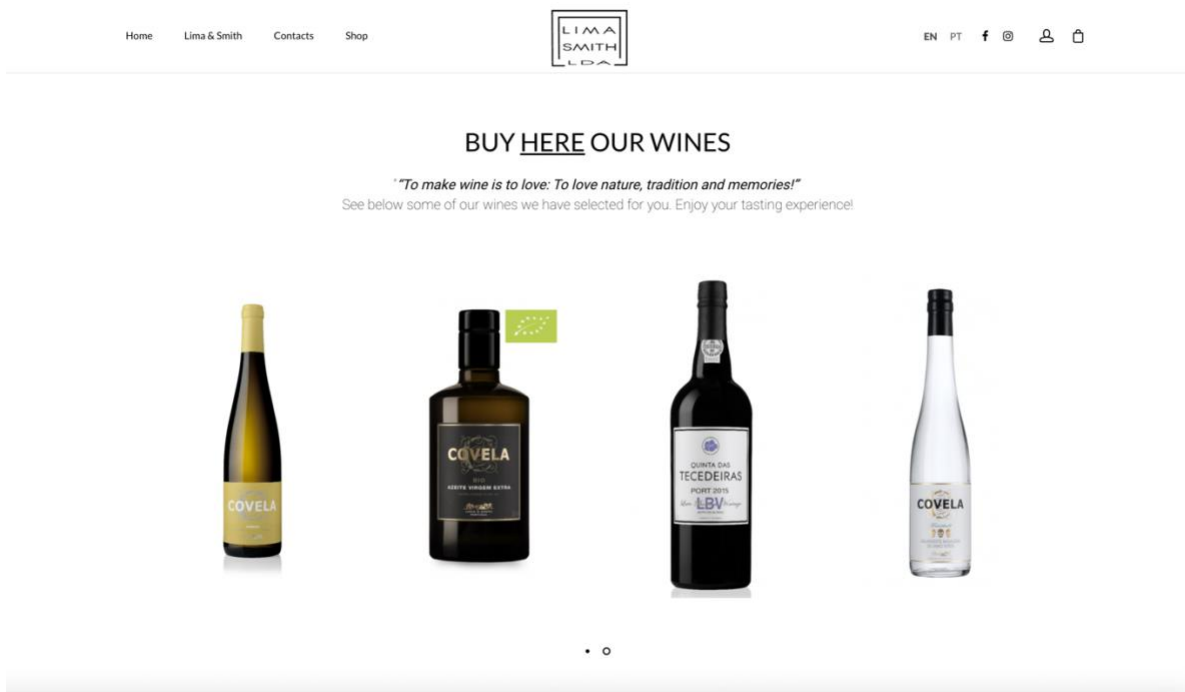 Home Lima & Smith Contacts Shop
LIMA
SMITH
LDA
EN PT
BUY HERE OUR WINES
"“To make wine is to love: To love nature, tradition and memories!”
See below some of our wines we have selected for you. Enjoy your tasting experience!
COVELA
COVELA
AZEITE VIRGEM EXTRA
QUINTA DAS
TECEDEIRAS
PORT 2015
LBV
COVELA